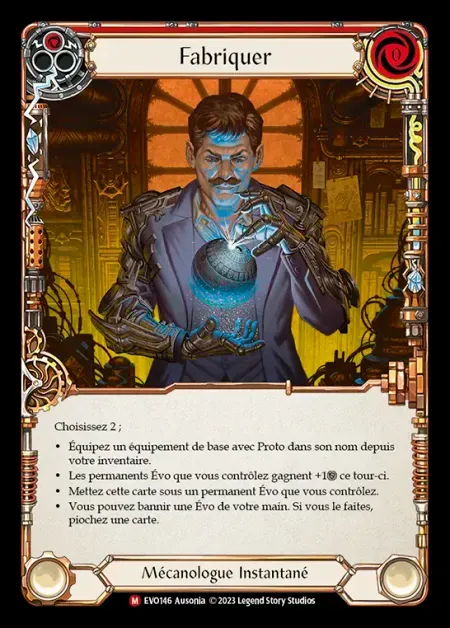 Fabriquer
0
Choisissez 2 ;
• Équipez un équipement de base avec Proto dans son nom depuis
votre inventaire.
• Les permanents Évo que vous contrôlez gagnent +1 ce tour-ci.
• Mettez cette carte sous un permanent Évo que vous contrôlez.
• Vous pouvez bannir une Évo de votre main. Si vous le faites,
piochez une carte.
Mécanologue Instantané
M EVO146 Ausonia © 2023 Legend Story Studios